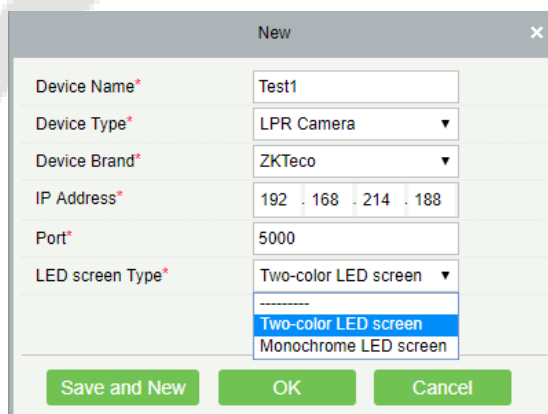 New ×
Device Name* Test1
Device Type* LPR Camera ▼
Device Brand* ZKTeco ▼
IP Address* 192 . 168 . 214 . 188
Port* 5000
LED screen Type* Two-color LED screen ▼
---------
Two-color LED screen
Monochrome LED screen
Save and New OK Cancel